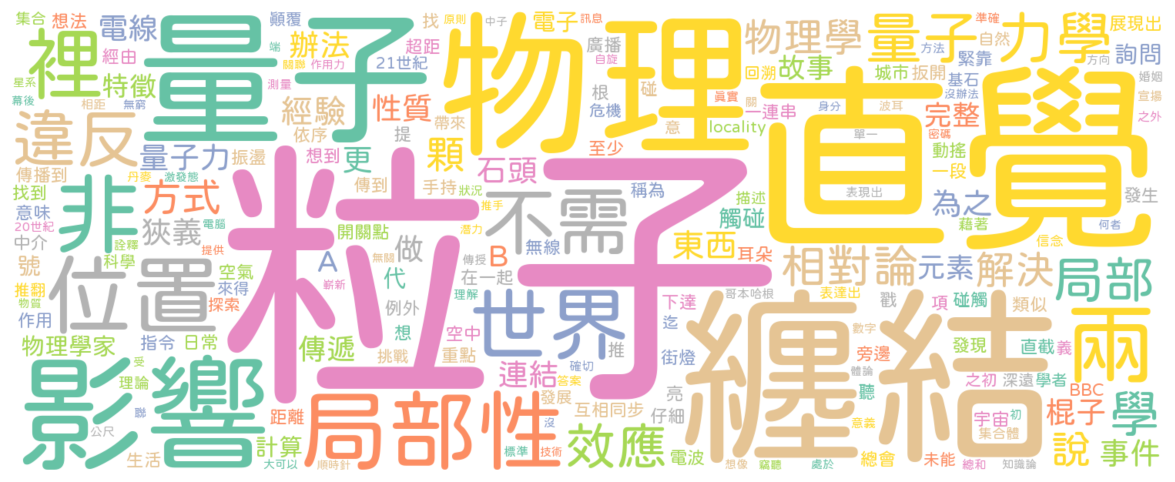 粒子
直覺
量子
物理
纏結
影響
局部性
位置
世界
不需
非
裡
兩
違反
效應
局部
相對論
量子力學
物理學
解決
學
說
東西
方式
性質
特徵
電線
辦法
經驗
電子
故事
展現出
詢問
完整
為之
元素
觸碰
石頭
顆
更
量子力
狹義
傳遞
連結
計算
事件
棍子
做
代
A
B
號
集合
想法
顛覆
找
原則
中子
訊息
準確
經由
端
關聯
作用力
21世紀
超距
廣播
自旋
回溯
自然
方法
方向
緊靠
星系
幕後
相距
無窮
測量
依序
提
帶來
根
危機
碰
意
真實
關
一連串
城市
扳開
基石
沒辦法
身分
波耳
婚姻
宣揚
之外
密碼
locality
單一
動搖
一段
傳播到
振盪
想到
至少
找到
丹麥
激發態
傳到
手持
狀況
稱為
描述
表現出
藉著
發生
意味
20世紀
電腦
推手
潛力
無線
耳朵
何者
信念
中介
詮釋
提供
開關點
無關
傳授
在一起
科學
空氣
來得
嶄新
例外
理解
哥本哈根
表達出
戳
項
碰觸
類似
推翻
物質
探索
下達
迄
作用
指令
想
空中
數字
物理學家
日常
挑戰
重點
推
確切
街燈
旁邊
發現
直截
義
受
答案
亮
體論
聽
之初
深遠
學者
BBC
理論
距離
發展
互相同步
仔細
意義
宇宙
初
集合體
公尺
生活
大可以
順時針
沒
標準
技術
電波
想像
竊聽
處於
總會
未能
總和
知識論